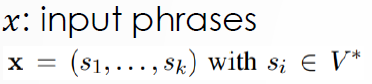 x: input phrases
x = (s₁, . . . , sₖ) with sᵢ ∈ V*